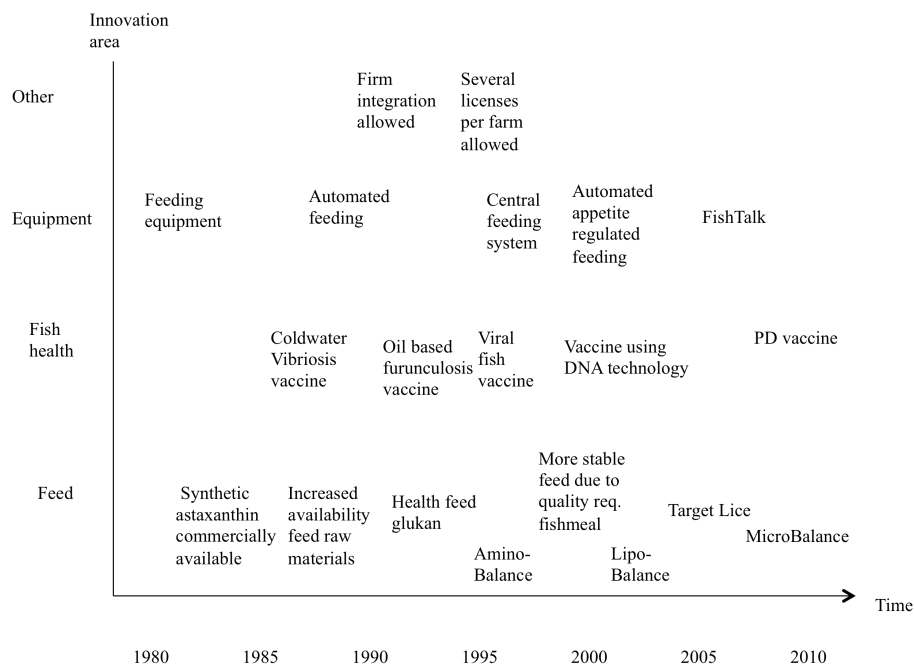 Innovation
area
Other
Firm
integration
allowed
Several
licenses
per farm
allowed
Equipment
Feeding
equipment
Automated
feeding
Central
feeding
system
Automated
appetite
regulated
feeding
FishTalk
Fish
health
Coldwater
Vibriosis
vaccine
Oil based
furunculosis
vaccine
Viral
fish
vaccine
Vaccine using
DNA technology
PD vaccine
Feed
Synthetic
astaxanthin
commercially
available
Increased
availability
feed raw
materials
Health feed
glukan
Amino-
Balance
More stable
feed due to
quality req.
fishmeal
Lipo-
Balance
Target Lice
MicroBalance
Time
1980 1985 1990 1995 2000 2005 2010